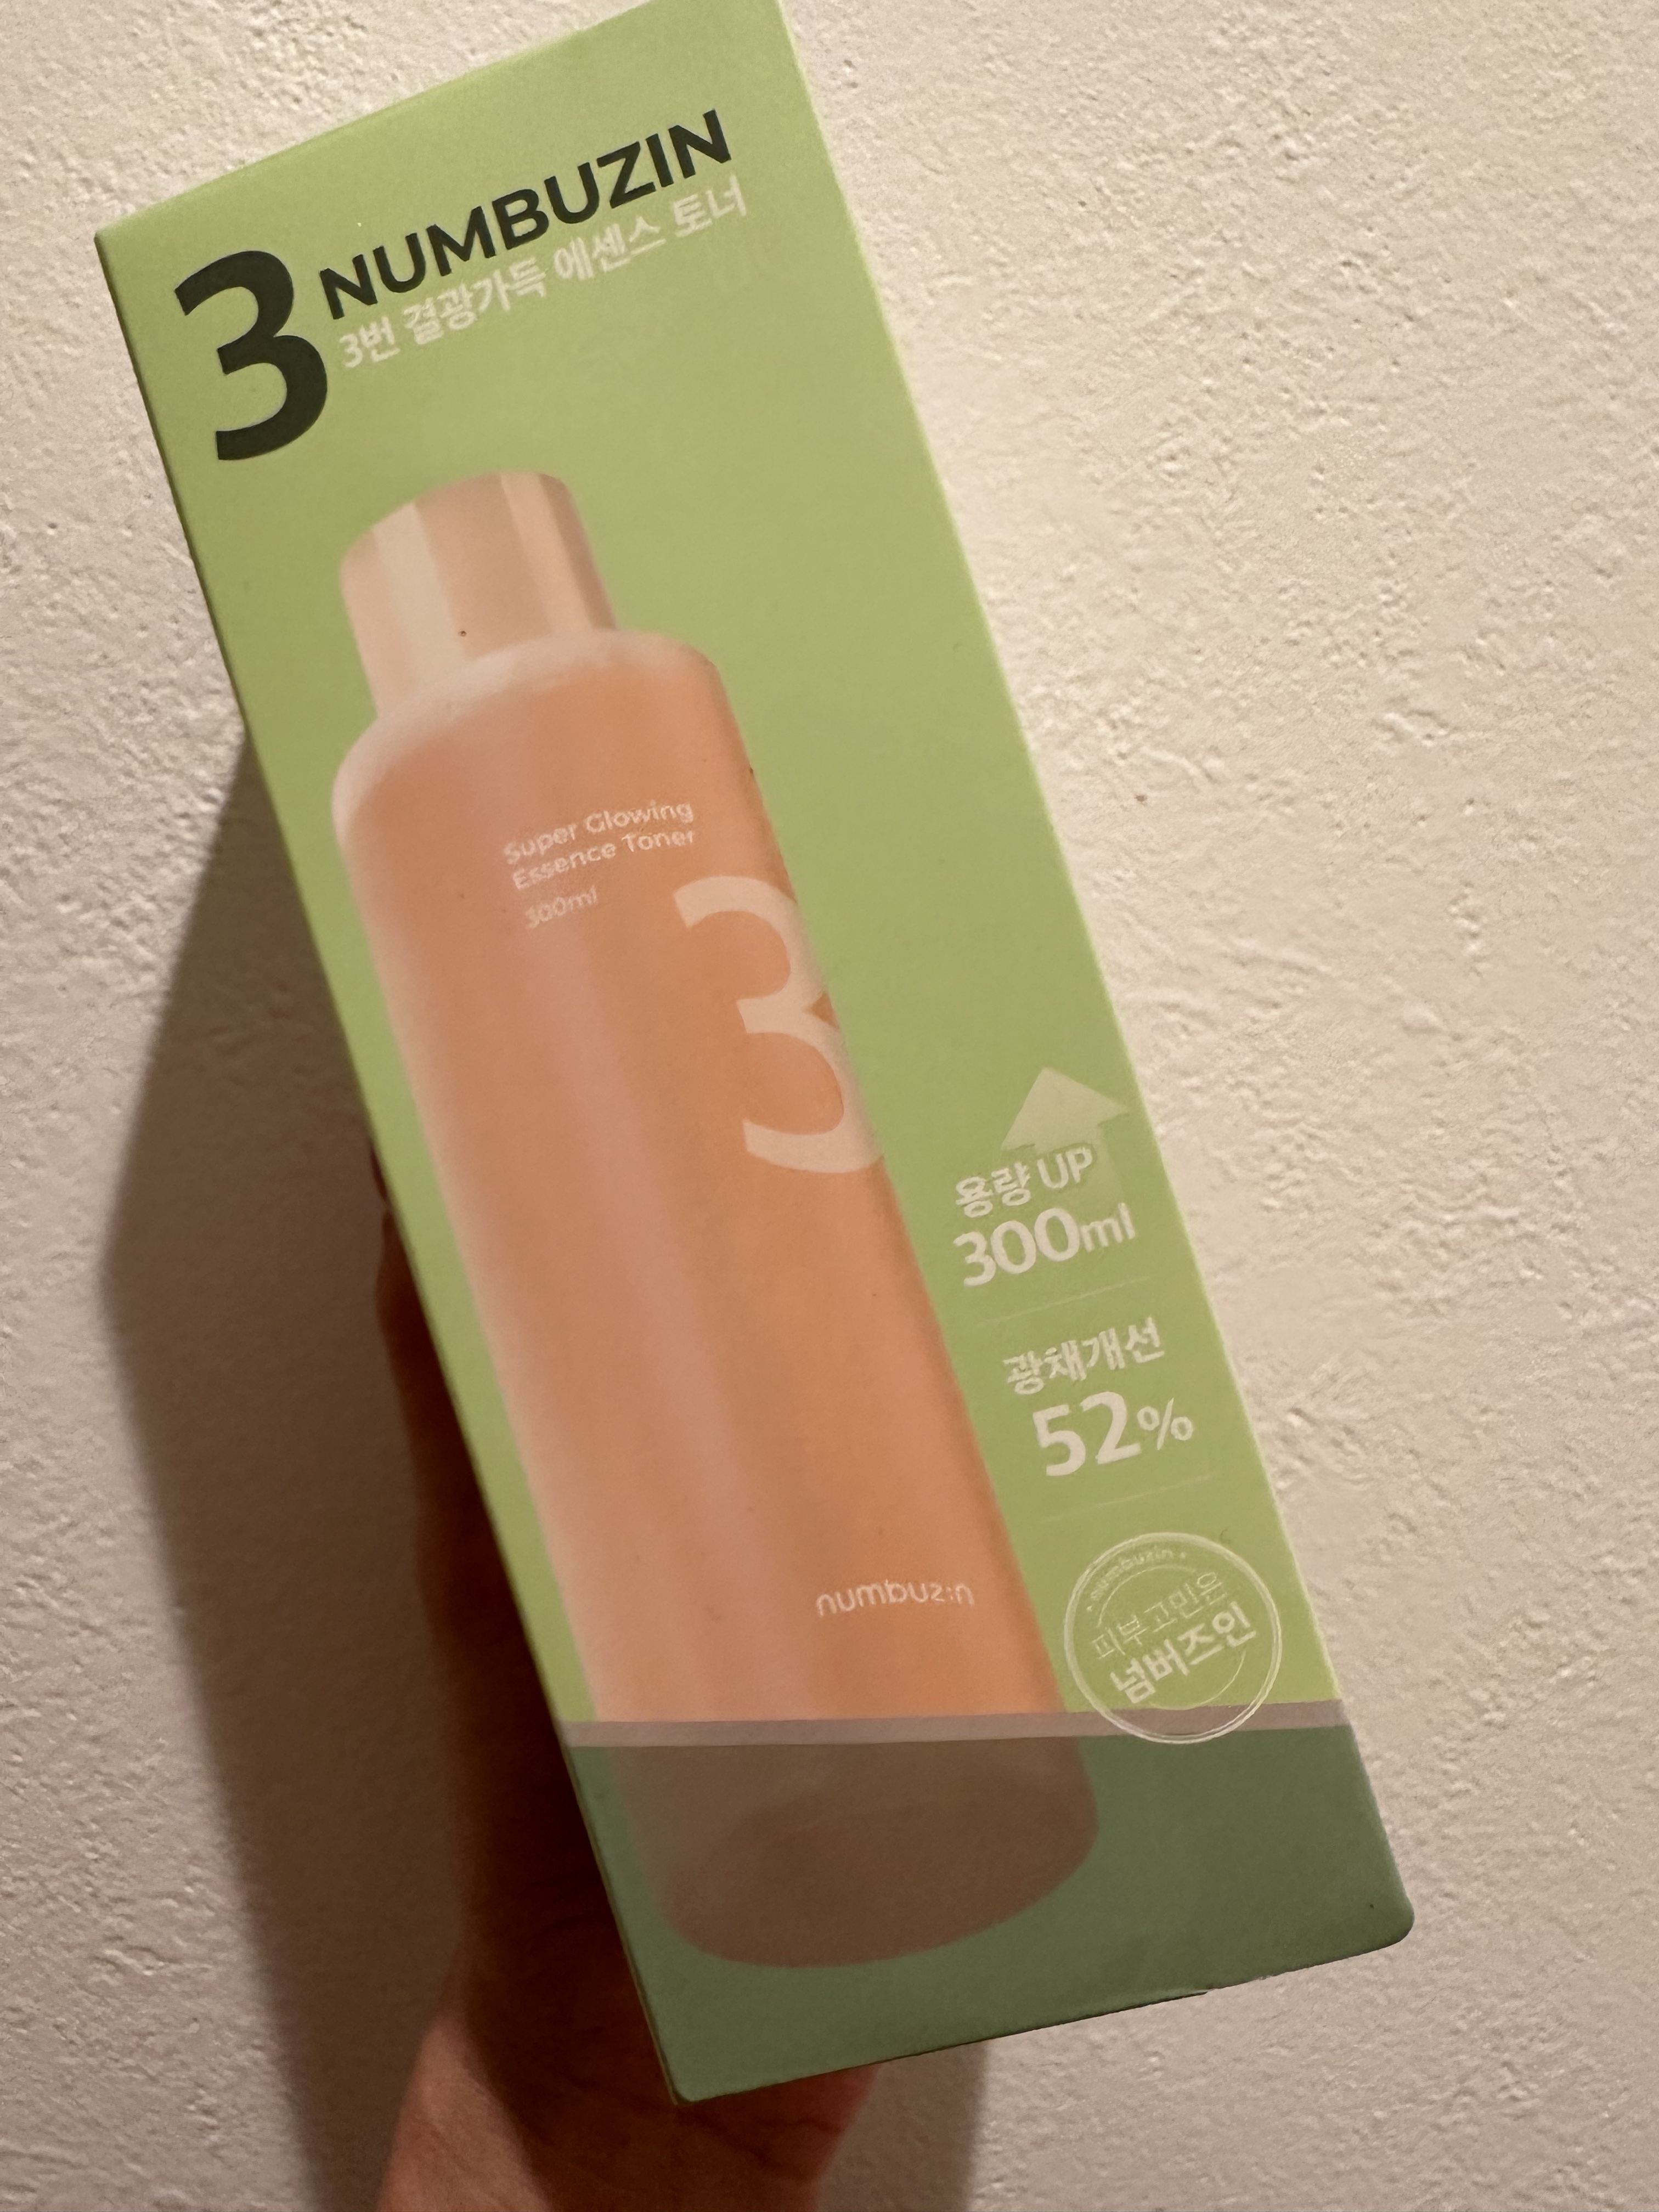 3
NUMBUZIN
3번 결광가득 에센스 토너
Super Glowing
Essence Toner
300ml
3
numbuzin
용량 UP
300ml
광채개선
52%
• numbuzin •
피부고민은
넘버즈인